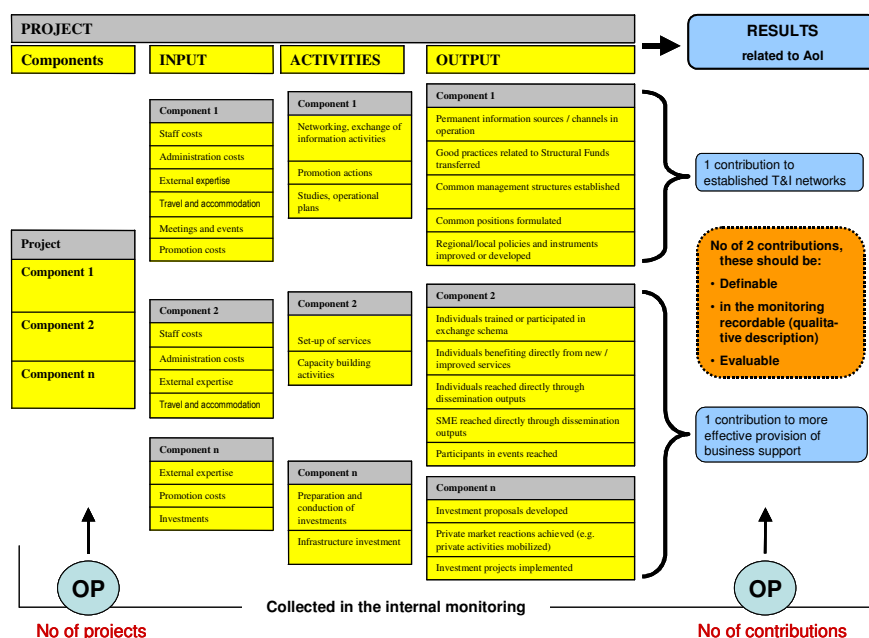 PROJECT
RESULTS
related to AoI
Components
INPUT
ACTIVITIES
OUTPUT
Project
Component 1
Component 2
Component n
Component 1
Staff costs
Administration costs
External expertise
Travel and accommodation
Meetings and events
Promotion costs
Component 2
Staff costs
Administration costs
External expertise
Travel and accommodation
Component n
External expertise
Promotion costs
Investments
Component 1
Networking, exchange of
information activities
Promotion actions
Studies, operational
plans
Component 2
Set-up of services
Capacity building
activities
Component n
Preparation and
conduction of
investments
Infrastructure investment
Component 1
Permanent information sources / channels in
operation
Good practices related to Structural Funds
transferred
Common management structures established
Common positions formulated
Regional/local policies and instruments
improved or developed
Component 2
Individuals trained or participated in
exchange schema
Individuals benefiting directly from new /
improved services
Individuals reached directly through
dissemination outputs
SME reached directly through dissemination
outputs
Participants in events reached
Component n
Investment proposals developed
Private market reactions achieved (e.g.
private activities mobilized)
Investment projects implemented
1 contribution to
established T&I networks
No of 2 contributions,
these should be:
• Definable
• in the monitoring
recordable (qualita-
tive description)
• Evaluable
1 contribution to more
effective provision of
business support
OP
Collected in the internal monitoring
OP
No of projects
No of contributions